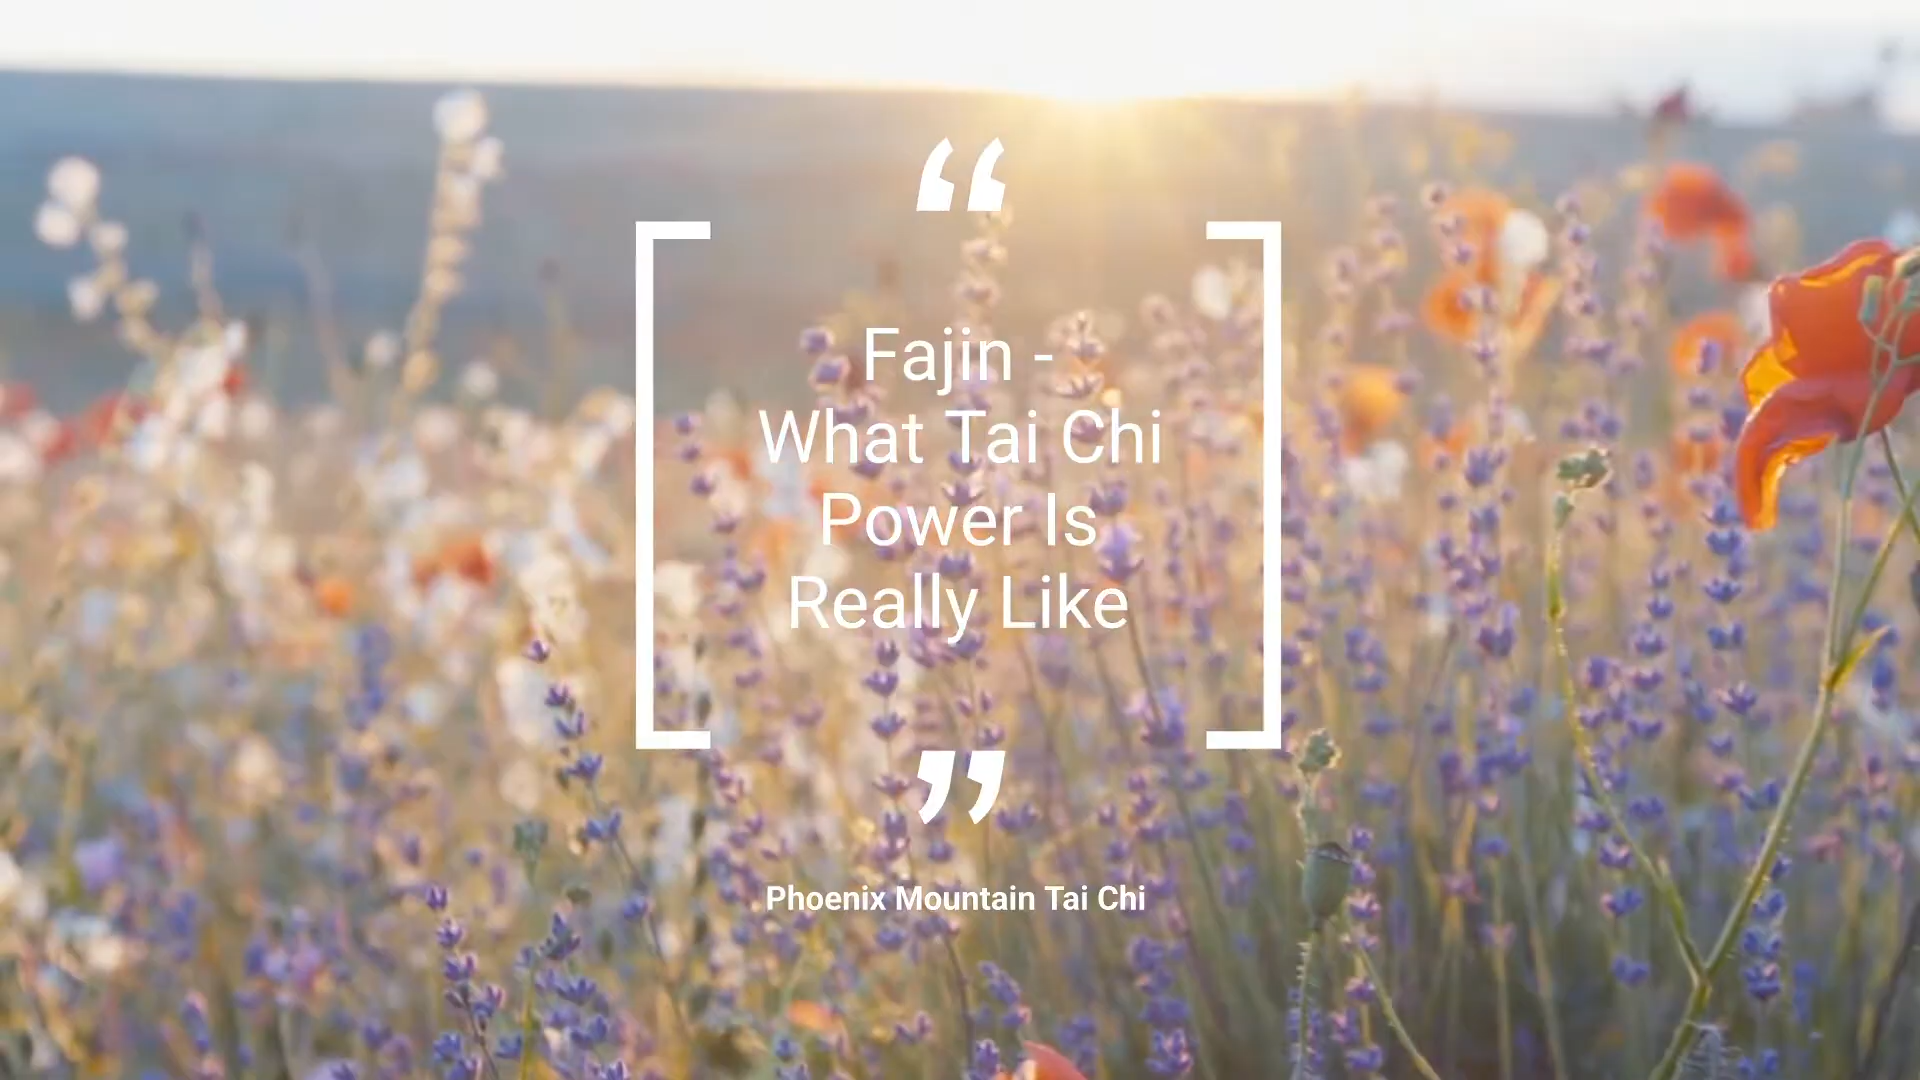 “
Fajin -
What Tai Chi
Power Is
Really Like
”
Phoenix Mountain Tai Chi